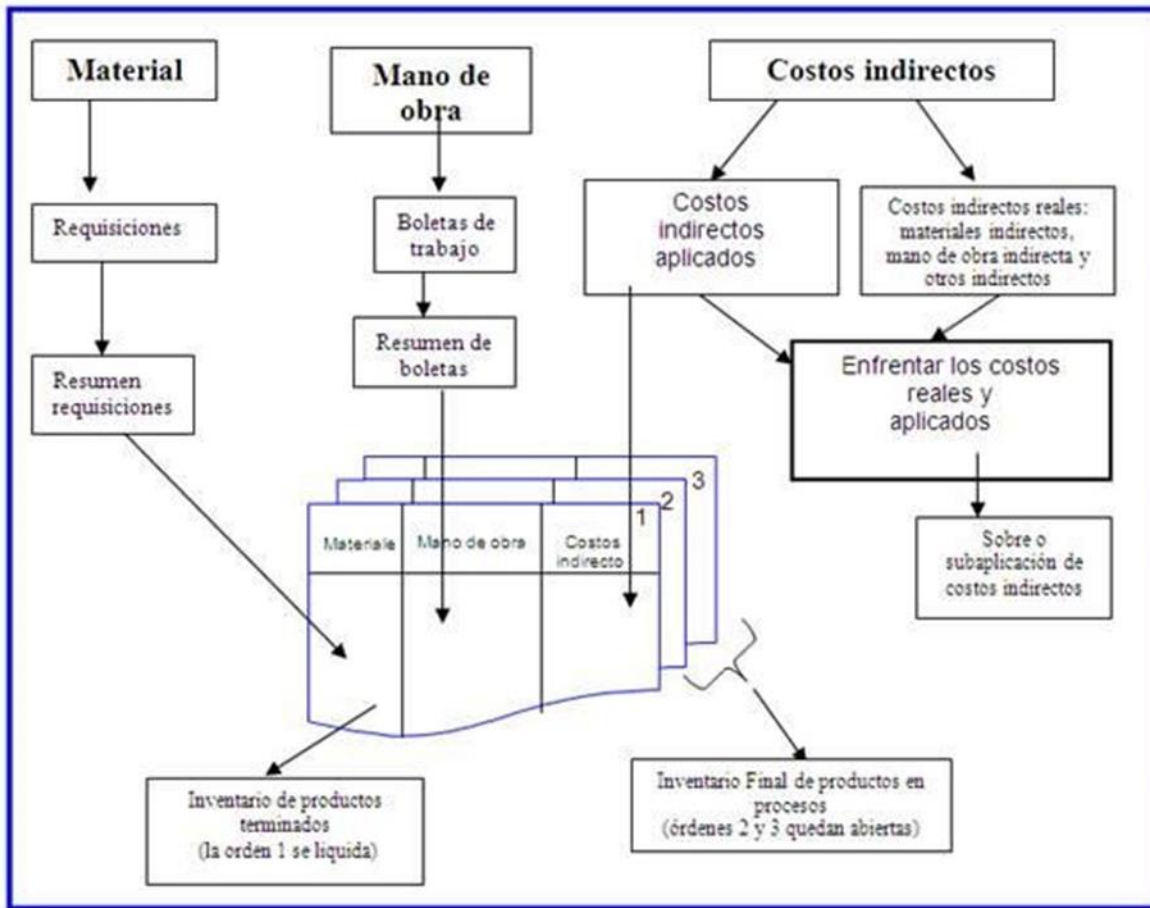 Material
Mano de
obra
Costos indirectos
Requisiciones
Boletas de
trabajo
Costos
indirectos
aplicados
Costos indirectos reales:
materiales indirectos,
mano de obra indirecta y
otros indirectos
Resumen
requisiciones
Resumen de
boletas
Enfrentar los costos
reales y
aplicados
3
2
1
Materiale
Mano de obra
Costos
indirecto
Sobre o
subaplicación de
costos indirectos
Inventario de productos
terminados
(la orden 1 se liquida)
Inventario Final de productos en
procesos
(órdenes 2 y 3 quedan abiertas)